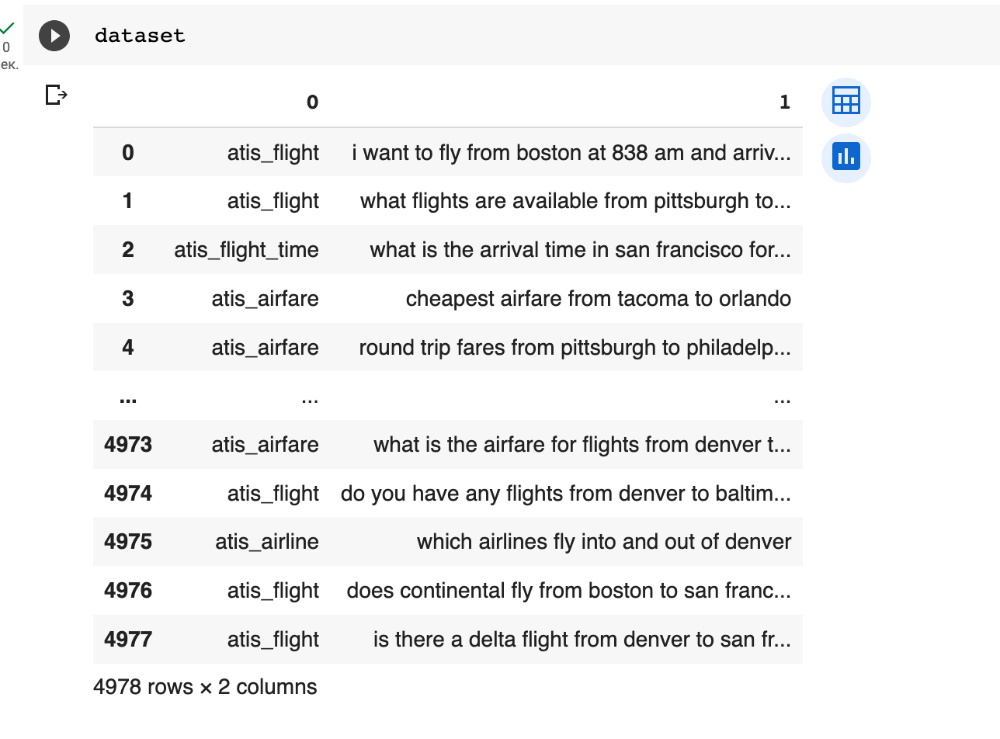 dataset
0
ек.
0 1
0 atis_flight i want to fly from boston at 838 am and arriv...
1 atis_flight what flights are available from pittsburgh to...
2 atis_flight_time what is the arrival time in san francisco for...
3 atis_airfare cheapest airfare from tacoma to orlando
4 atis_airfare round trip fares from pittsburgh to philadelp...
... ... ...
4973 atis_airfare what is the airfare for flights from denver t...
4974 atis_flight do you have any flights from denver to baltim...
4975 atis_airline which airlines fly into and out of denver
4976 atis_flight does continental fly from boston to san franc...
4977 atis_flight is there a delta flight from denver to san fr...
4978 rows × 2 columns